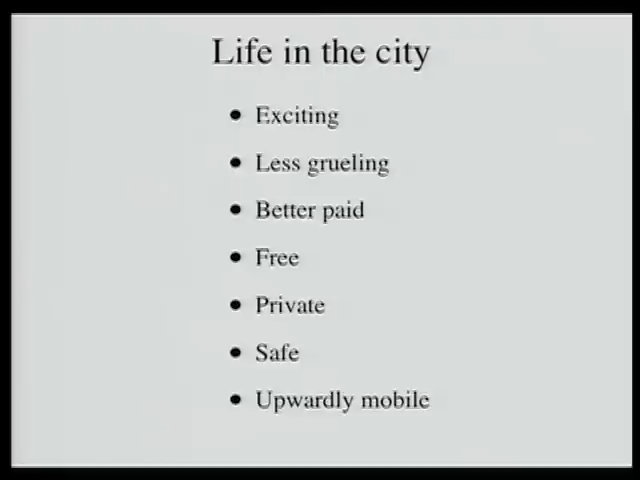 Life in the city
• Exciting
• Less grueling
• Better paid
• Free
• Private
• Safe
• Upwardly mobile